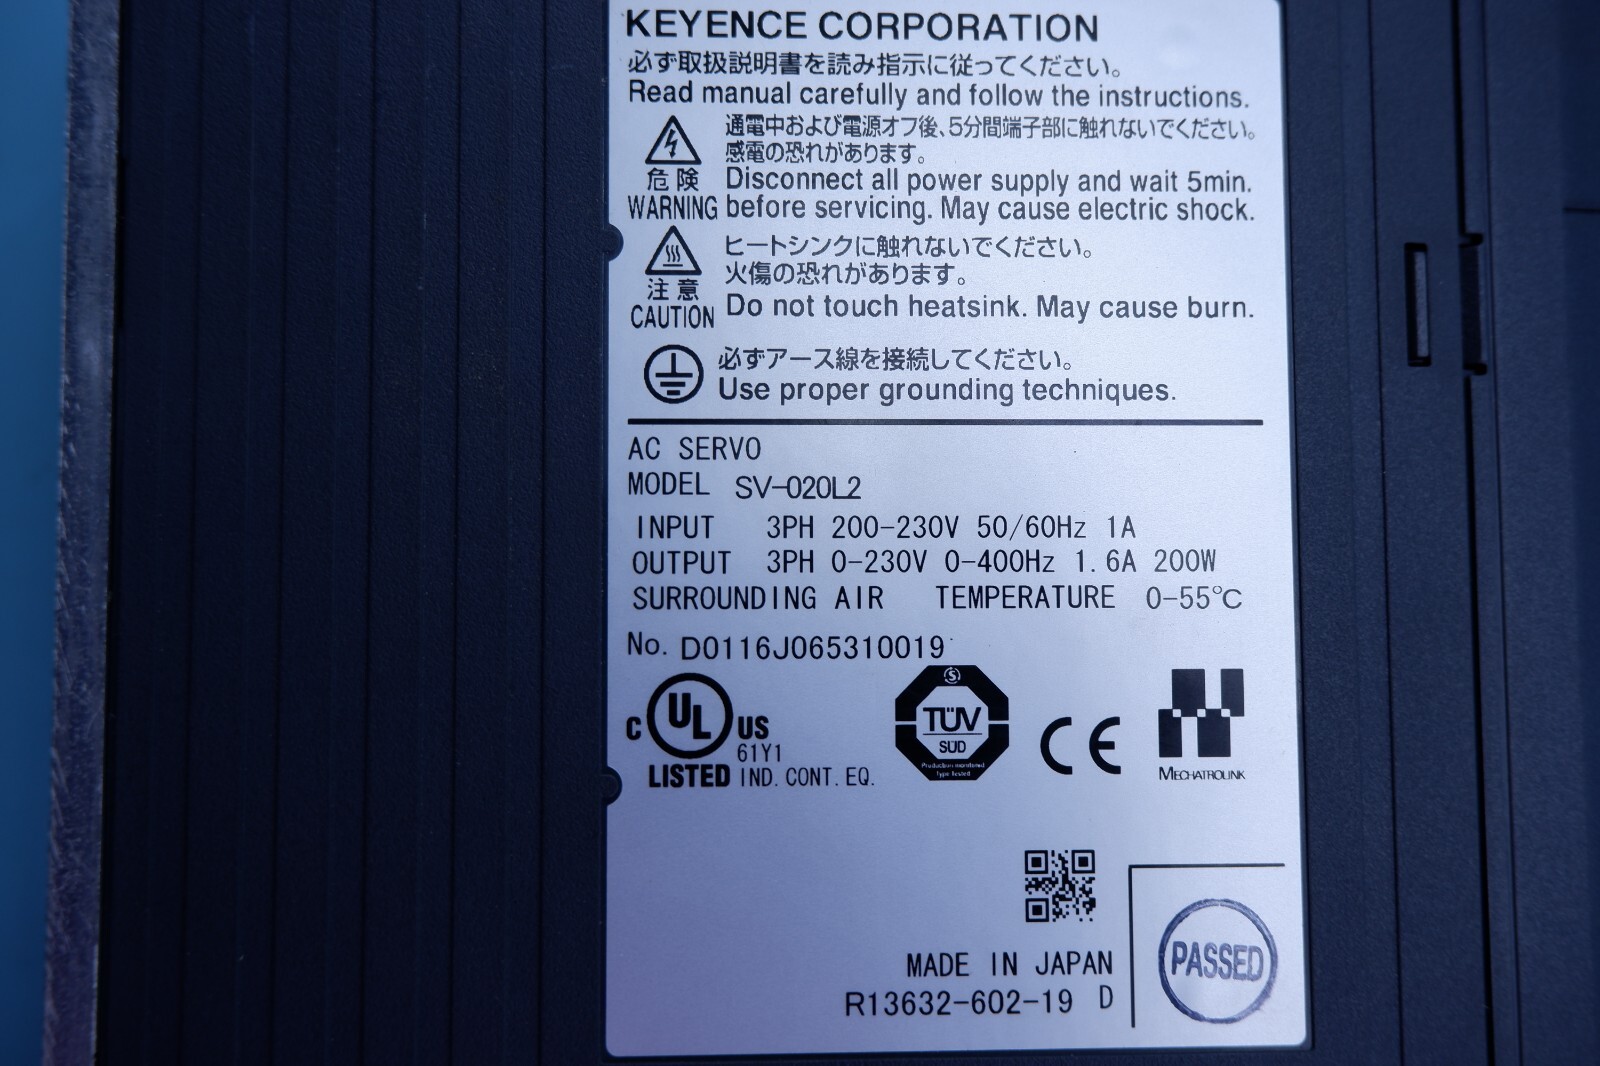 KEYENCE CORPORATION
必ず取扱説明書を読み指示に従ってください。
Read manual carefully and follow the instructions.
通電中および電源オフ後、5分間端子部に触れないでください。
感電の恐れがあります。
危険
WARNING
Disconnect all power supply and wait 5min.
before servicing. May cause electric shock.
ヒートシンクに触れないでください。
火傷の恐れがあります。
注意
CAUTION
Do not touch heatsink. May cause burn.
必ずアース線を接続してください。
Use proper grounding techniques.
AC SERVO
MODEL SV-020L2
INPUT 3PH 200-230V 50/60Hz 1A
OUTPUT 3PH 0-230V 0-400Hz 1.6A 200W
SURROUNDING AIR TEMPERATURE 0-55℃
No. D0116J065310019
C UL US
61Y1
LISTED IND. CONT. EQ.
S
TÜV
SÜD
Production monitored
Type tested
CE
MECHATROLINK
MADE IN JAPAN
R13632-602-19 D
PASSED